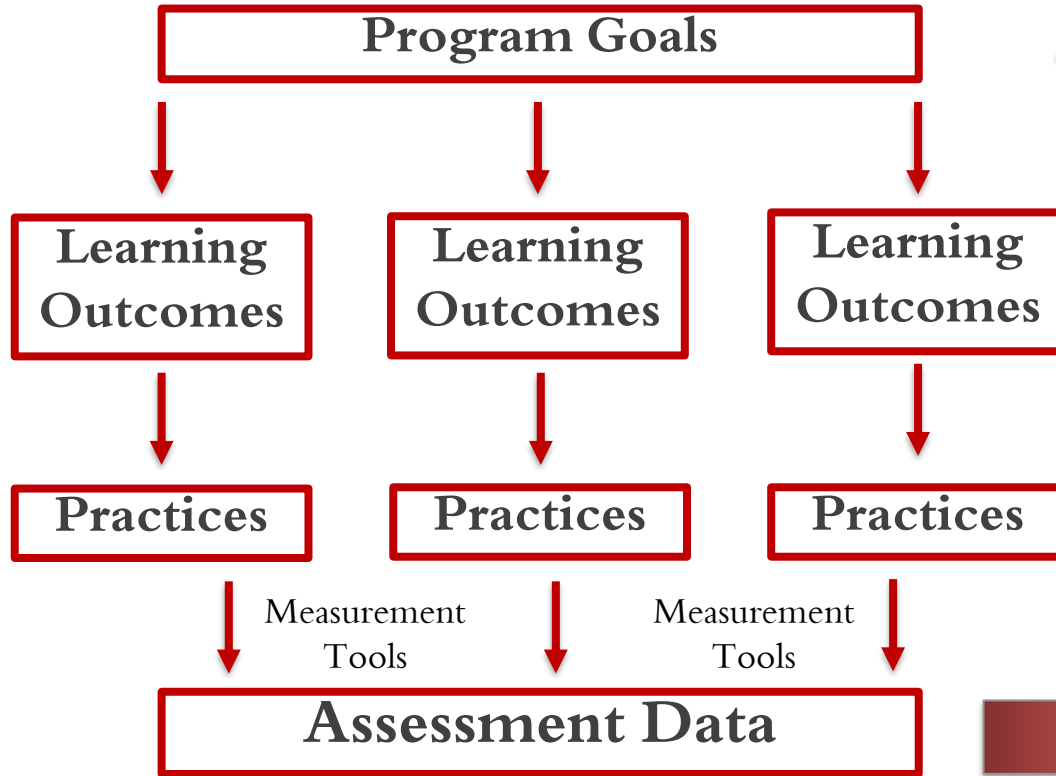 Program Goals
Learning
Outcomes
Learning
Outcomes
Learning
Outcomes
Practices
Practices
Practices
Measurement
Tools
Measurement
Tools
Assessment Data